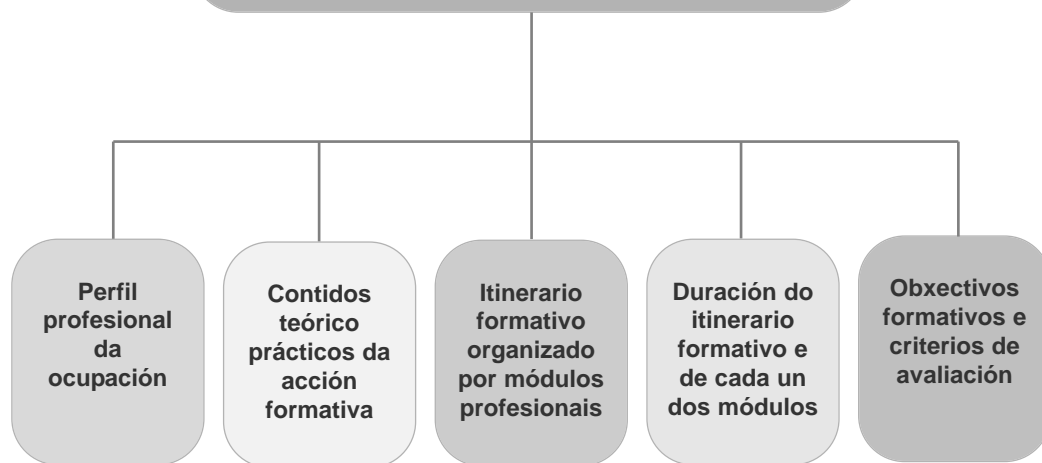 Perfil
profesional
da
ocupación
Contidos
teórico
prácticos da
acción
formativa
Itinerario
formativo
organizado
por módulos
profesionais
Duración do
itinerario
formativo e
de cada un
dos módulos
Obxectivos
formativos e
criterios de
avaliación